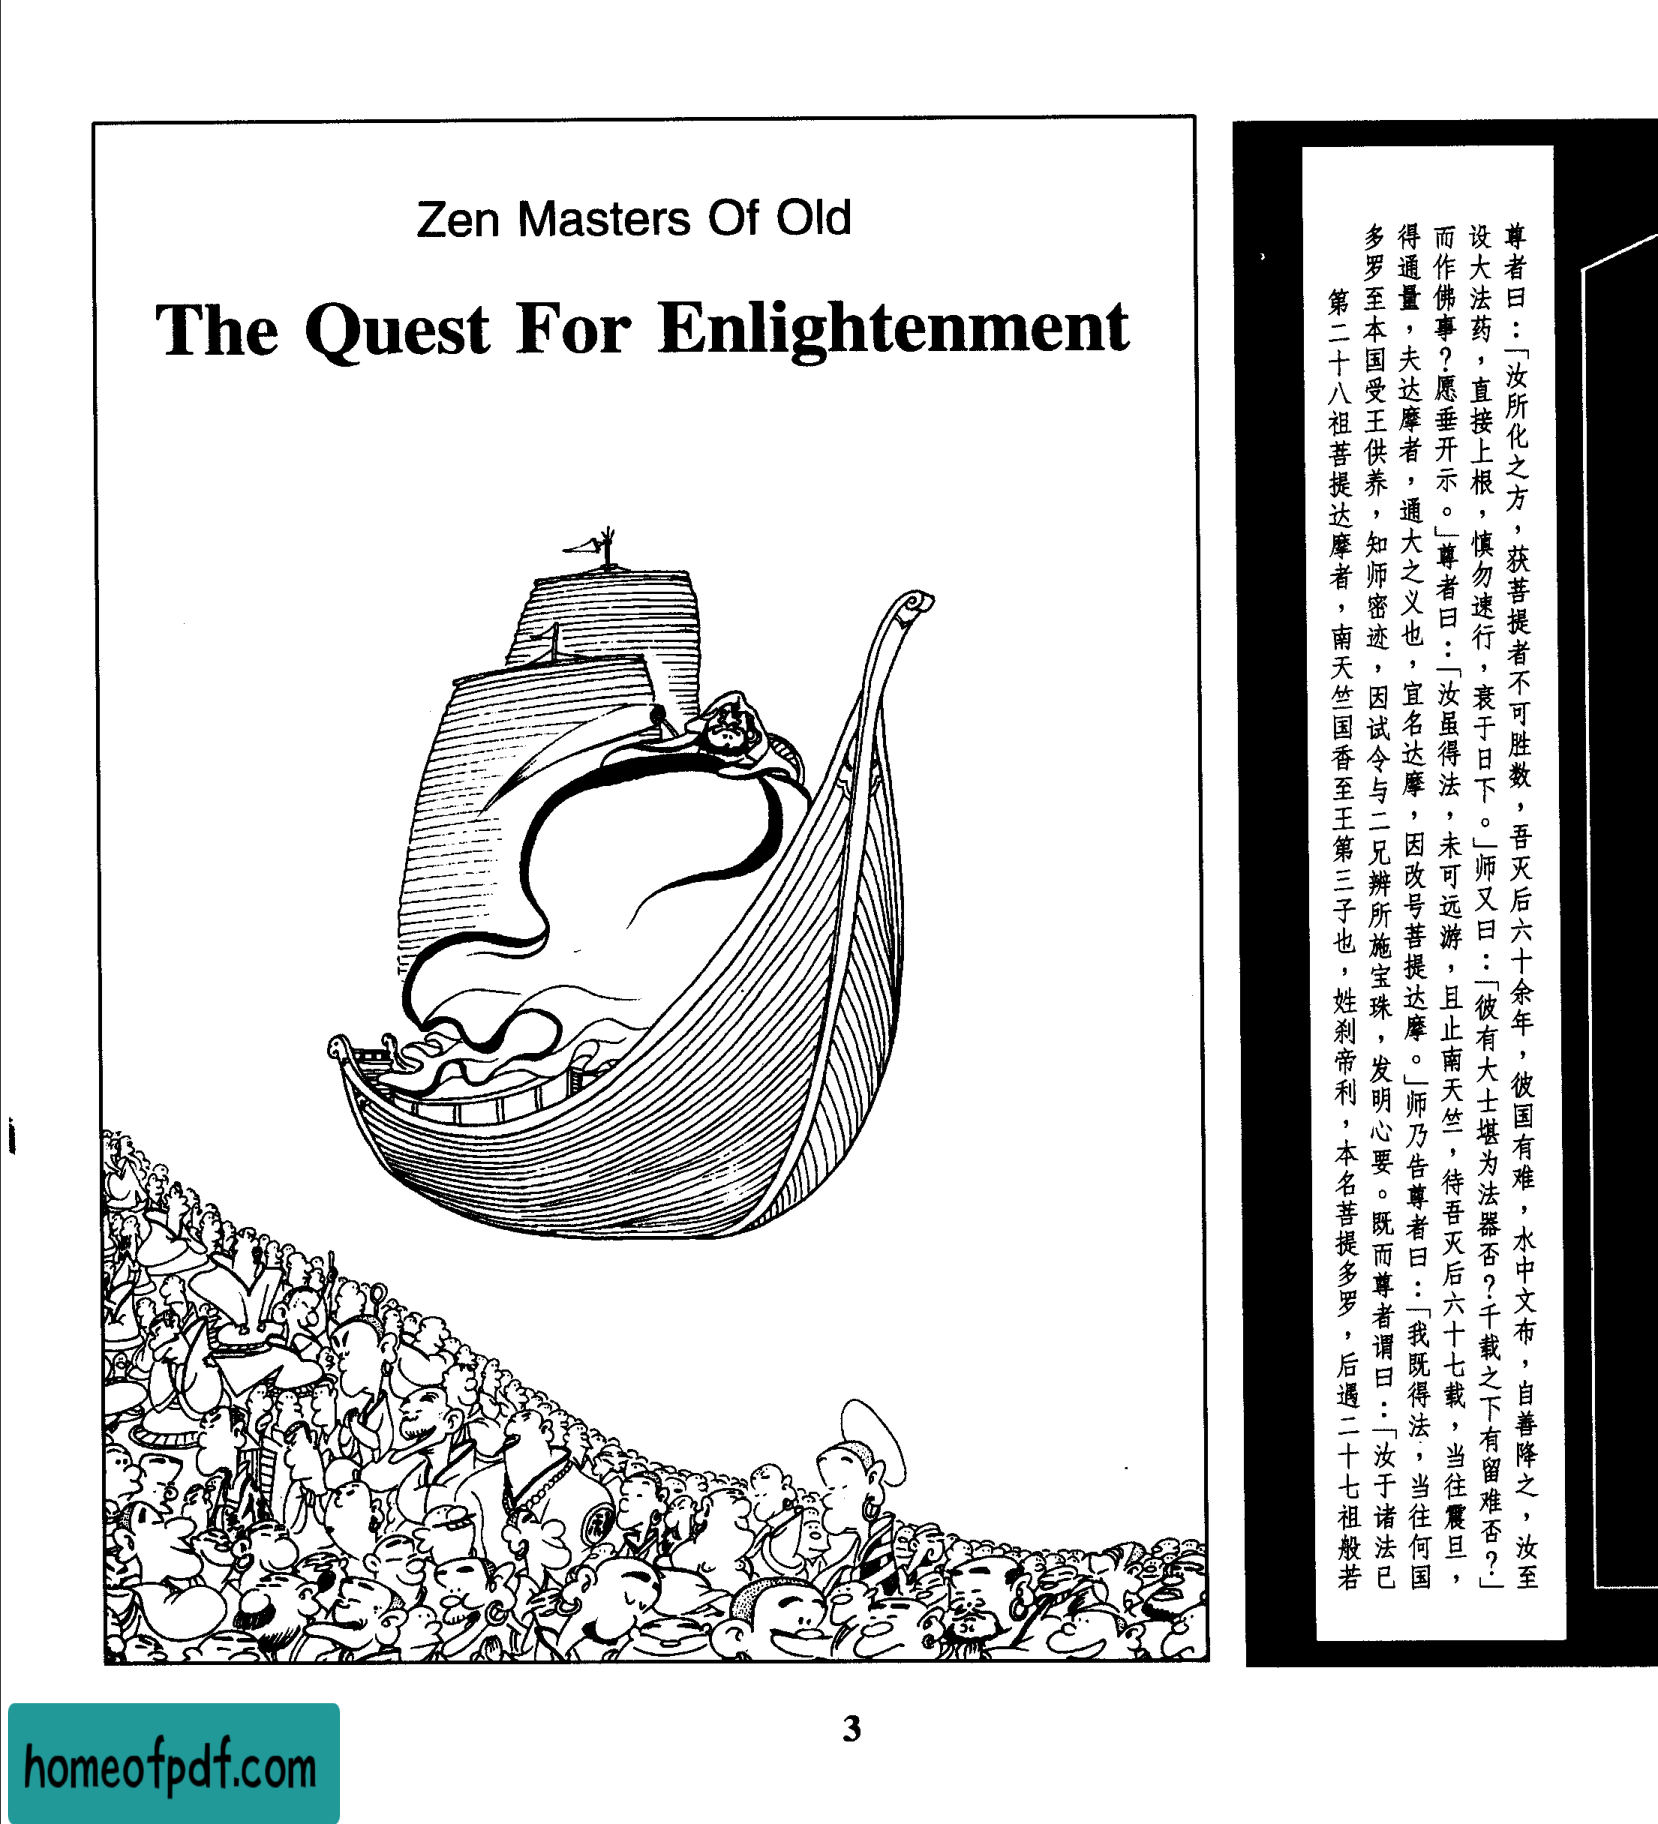 Zen Masters Of Old
The Quest For Enlightenment
第二十八祖菩提达摩者，南天竺国香至王第三子也，姓刹帝利，本名菩提多罗，后遇二十七祖般若
多罗至本国受王供养，知师密迹，因试令与二兄辨所施宝珠，发明心要。既而尊者谓曰：「汝于诸法已
得通量，夫达摩者，通大之义也，宜名达摩，因改号菩提达摩。」师乃告尊者曰：「我既得法，当往何国
而作佛事？愿垂开示。」尊者曰：「汝虽得法，未可远游，且止南天竺，待吾灭后六十七载，当往震旦，
设大法药，直接上根，慎勿速行，衰于日下。」师又曰：「彼有大士堪为法器否？千载之下有留难否？」
尊者曰：「汝所化之方，获菩提者不可胜数，吾灭后六十余年，彼国有难，水中文布，自善降之，汝至
3
homeofpdf.com